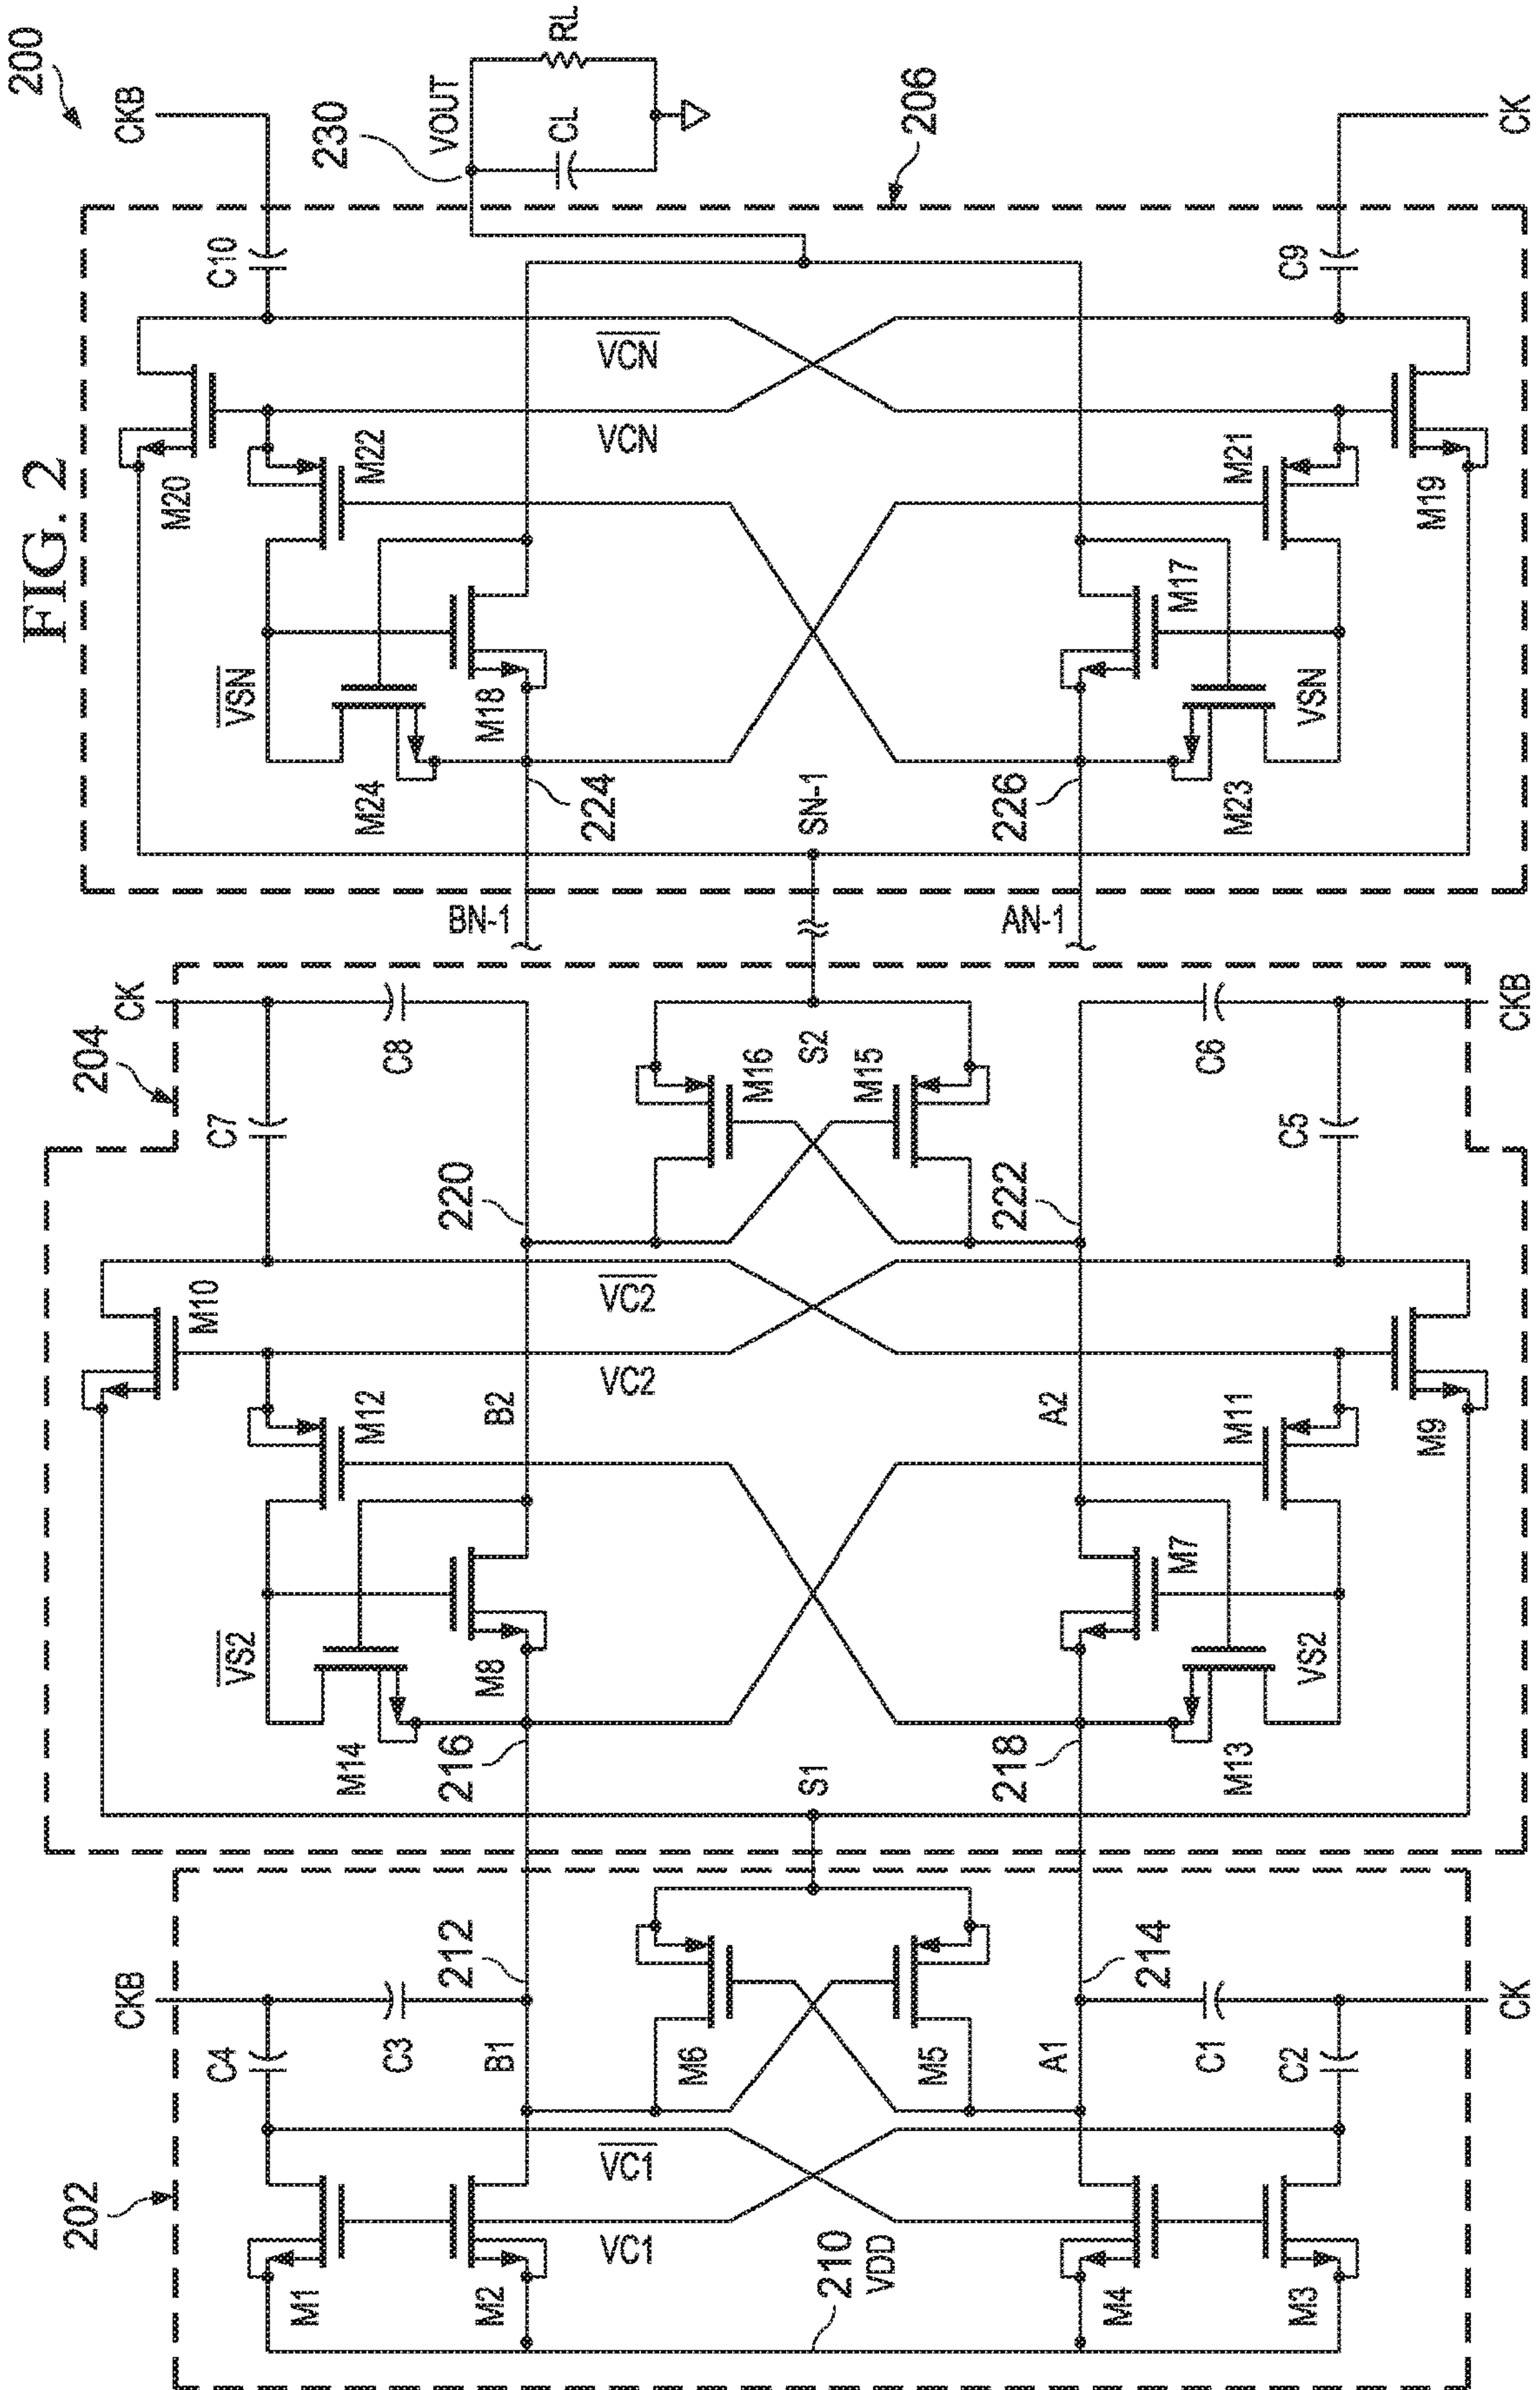 FIG. 2
200
202
CKB
C4
C3
212
B1
M1
M2
M6
M5
VC1
VC1
210
VDD
M4
M3
A1
214
C1
C2
CK
S1
204
CK
C7
C8
220
M10
M12
B2
VC2
VC2
VS2
M14
M8
216
M16
S2
M15
222
A2
218
M7
M11
VS2
M13
M9
C6
C5
CKB
BN-1
AN-1
SN-1
206
CKB
C10
M20
M22
VCN
VCN
VSN
M24
M18
224
226
M17
M21
VSN
M23
M19
C9
CK
230
VOUT
CL
RL